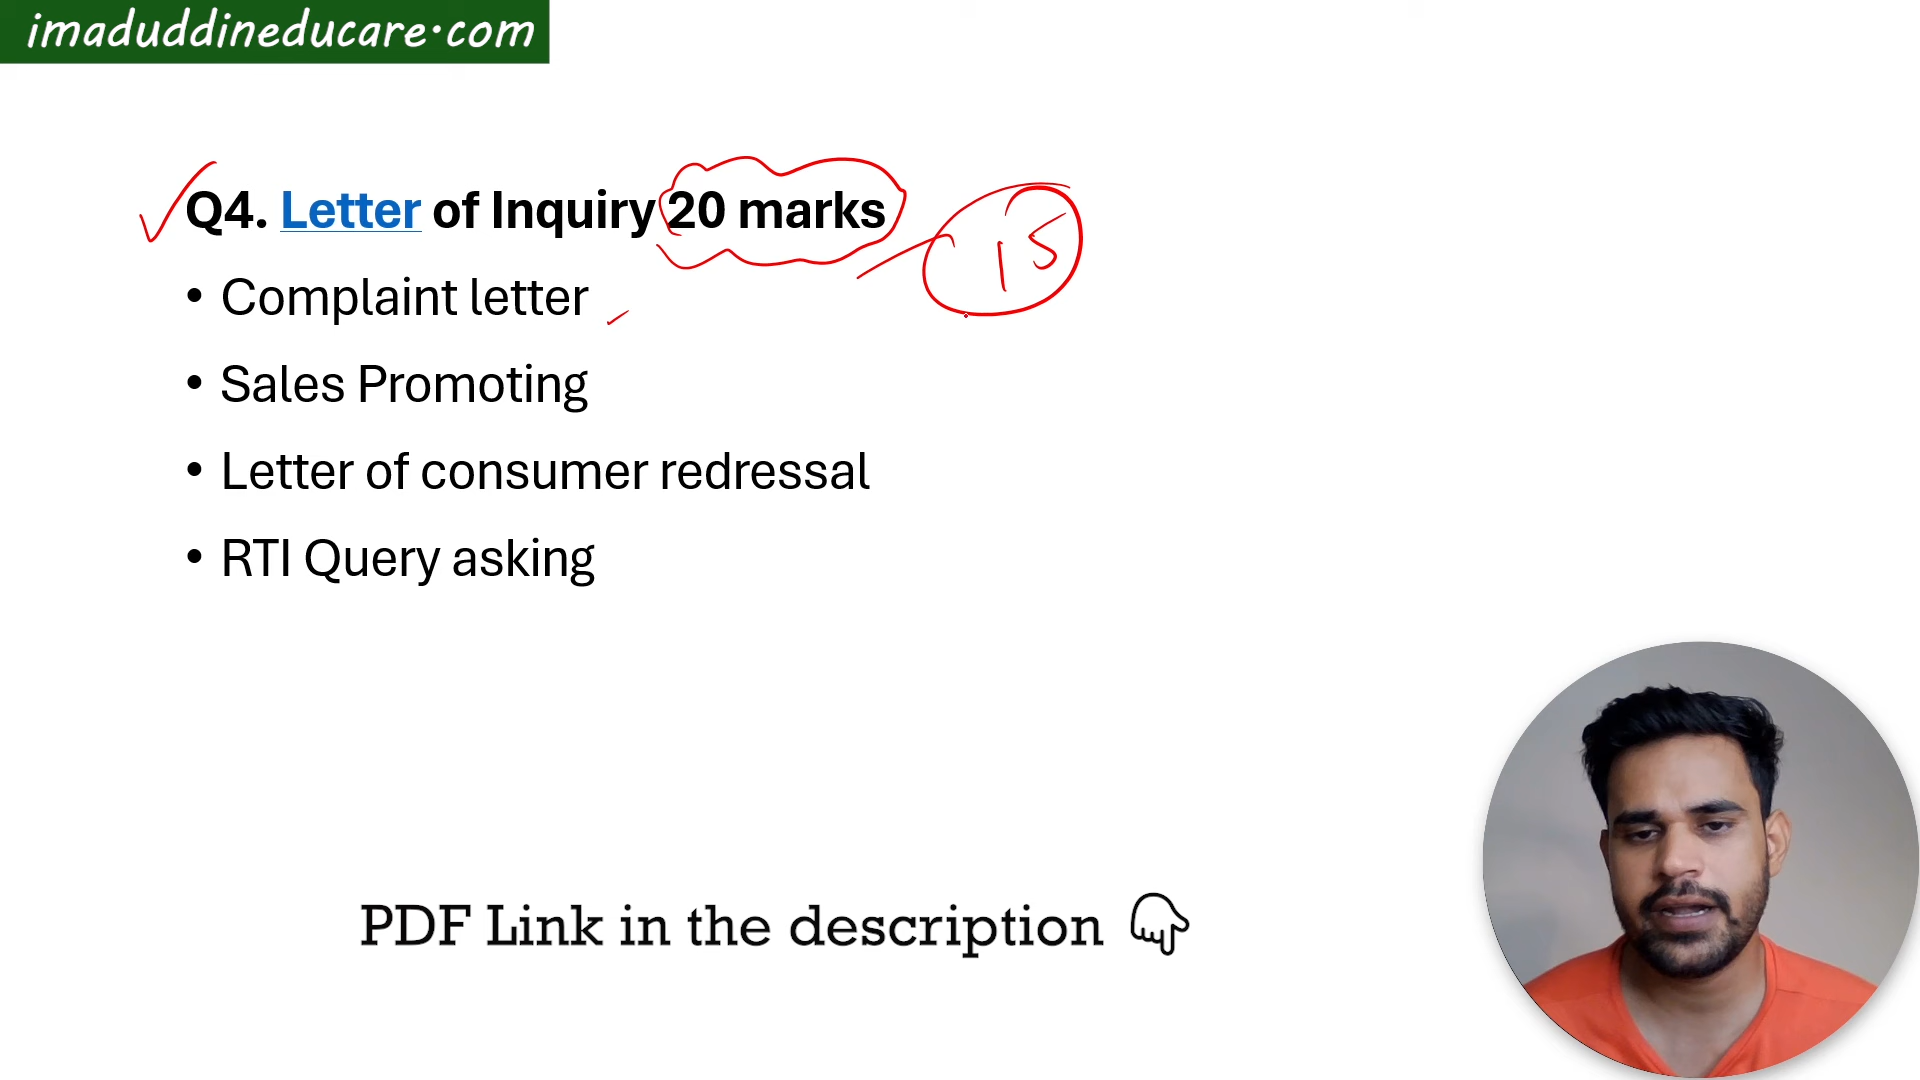 imaduddineducare.com
Q4. Letter of Inquiry 20 marks
15
• Complaint letter
• Sales Promoting
• Letter of consumer redressal
• RTI Query asking
PDF Link in the description